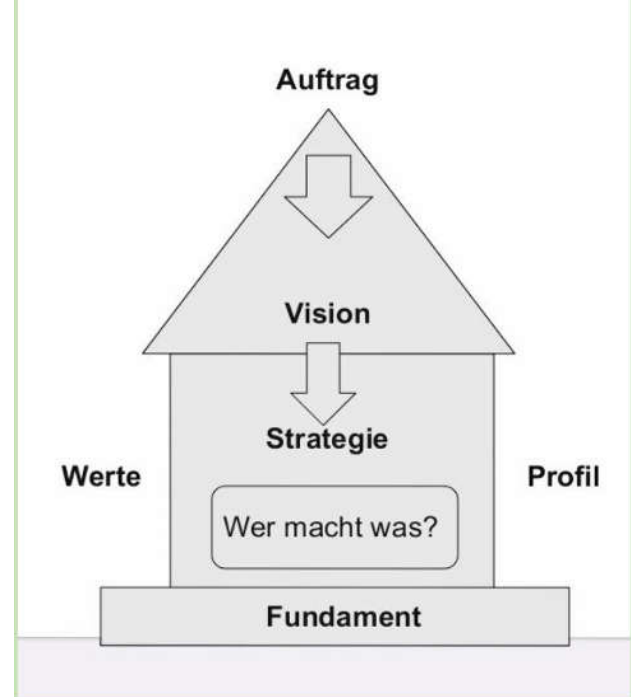 Auftrag
Vision
Strategie
Werte
Profil
Wer macht was?
Fundament